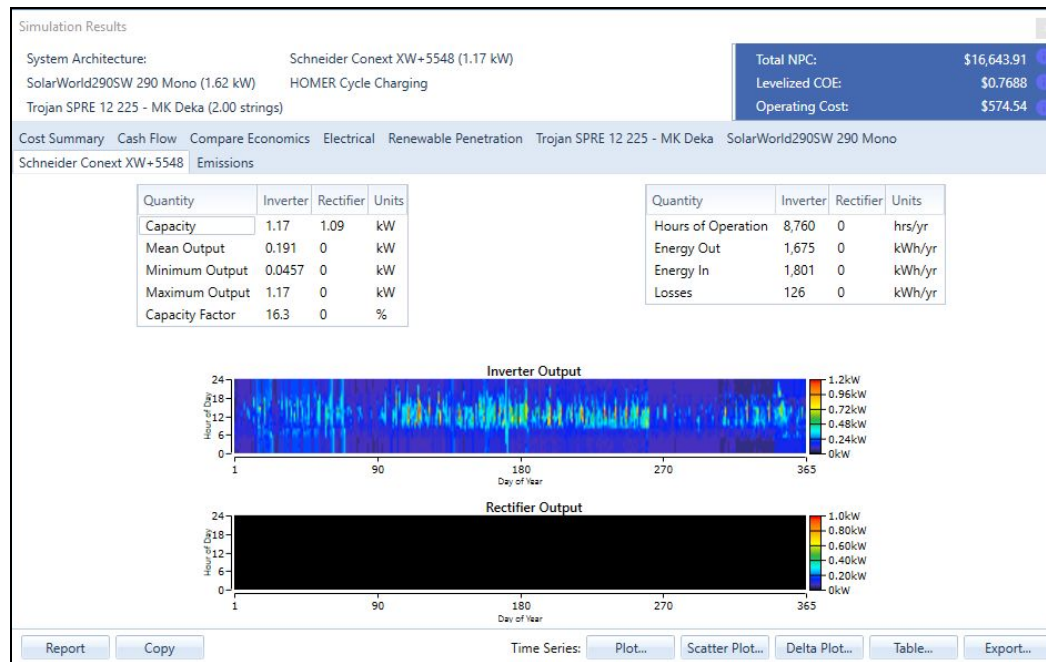 Simulation Results
System Architecture: Schneider Conext XW+5548 (1.17 kW)
SolarWorld290SW 290 Mono (1.62 kW) HOMER Cycle Charging
Trojan SPRE 12 225 - MK Deka (2.00 strings)
Total NPC: $16,643.91
Levelized COE: $0.7688
Operating Cost: $574.54
Cost Summary Cash Flow Compare Economics Electrical Renewable Penetration Trojan SPRE 12 225 - MK Deka SolarWorld290SW 290 Mono
Schneider Conext XW+5548 Emissions
Quantity Inverter Rectifier Units
Capacity 1.17 1.09 kW
Mean Output 0.191 0 kW
Minimum Output 0.0457 0 kW
Maximum Output 1.17 0 kW
Capacity Factor 16.3 0 %
Quantity Inverter Rectifier Units
Hours of Operation 8,760 0 hrs/yr
Energy Out 1,675 0 kWh/yr
Energy In 1,801 0 kWh/yr
Losses 126 0 kWh/yr
Inverter Output
24
18
12
6
0
Hour of Day
1 90 180 270 365
Day of Year
1.2kW
0.96kW
0.72kW
0.48kW
0.24kW
0kW
Rectifier Output
24
18
12
6
0
Hour of Day
1 90 180 270 365
Day of Year
1.0kW
0.80kW
0.60kW
0.40kW
0.20kW
0kW
Report Copy Time Series: Plot... Scatter Plot... Delta Plot... Table... Export...